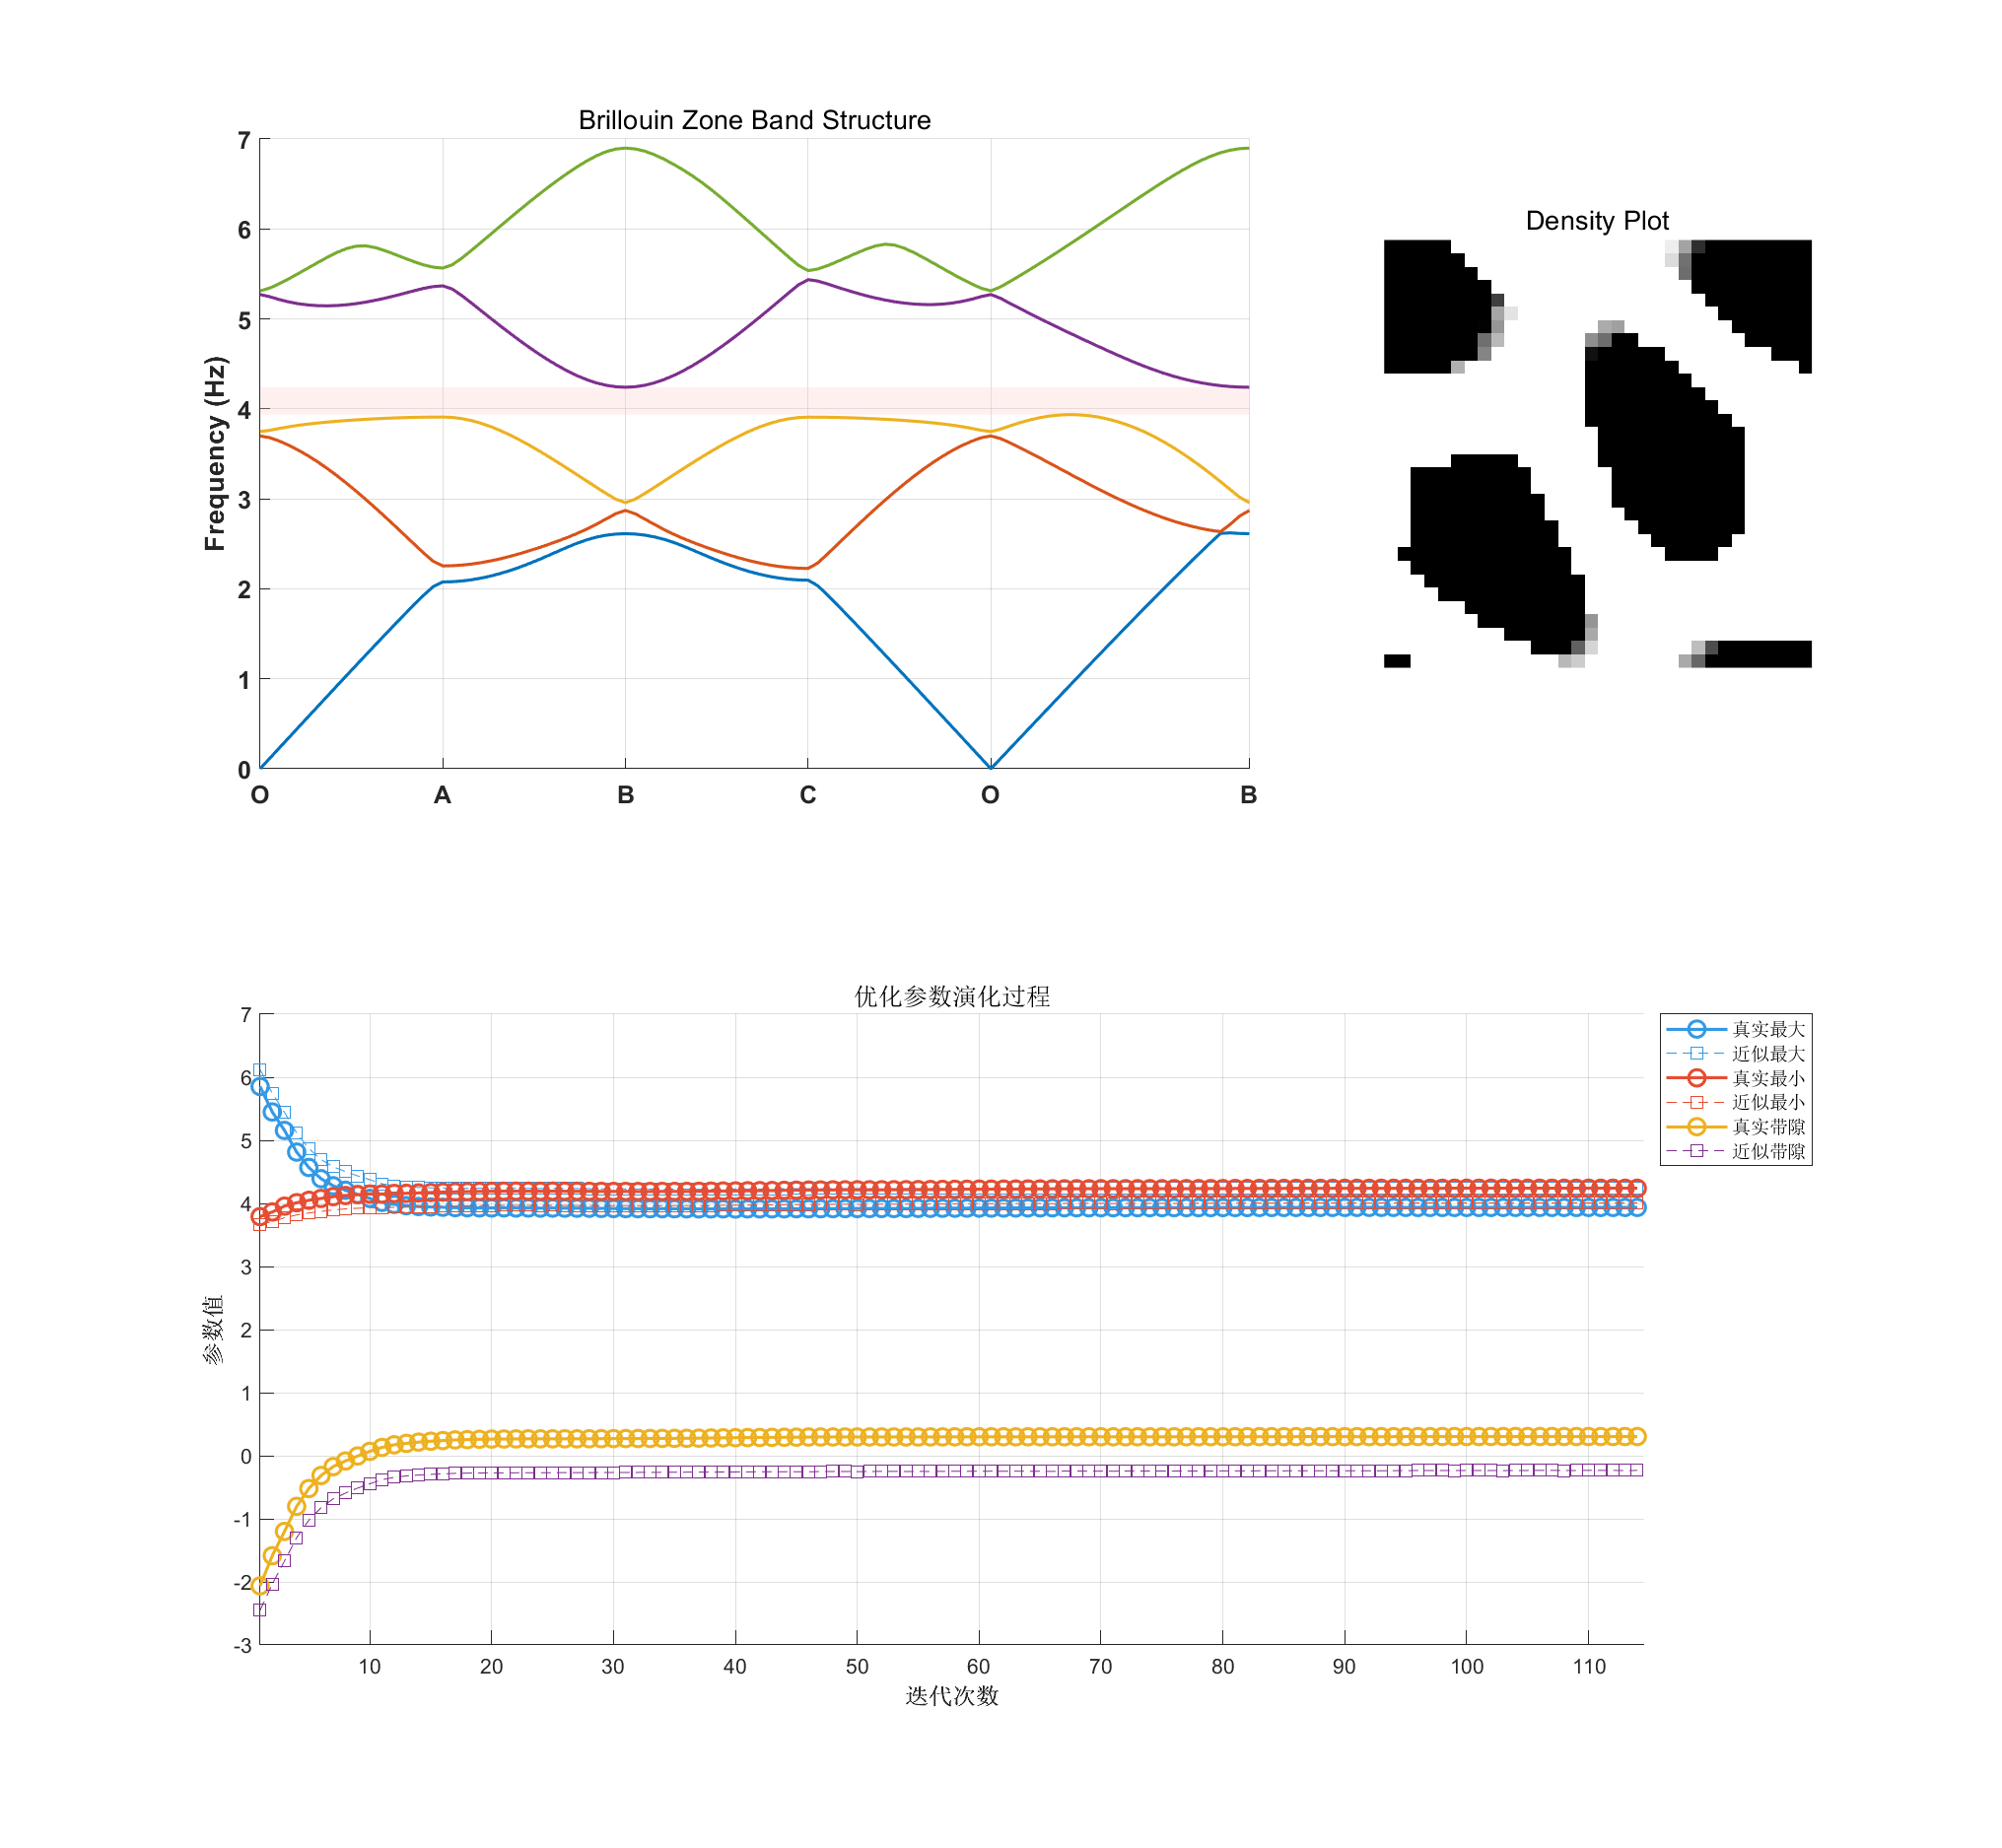 Brillouin Zone Band Structure
7
6
5
4
3
2
1
0
Frequency (Hz)
O A B C O B
Density Plot
优化参数演化过程
7
6
5
4
3
2
1
0
-1
-2
-3
参数值
10 20 30 40 50 60 70 80 90 100 110
迭代次数
真实最大
近似最大
真实最小
近似最小
真实带隙
近似带隙